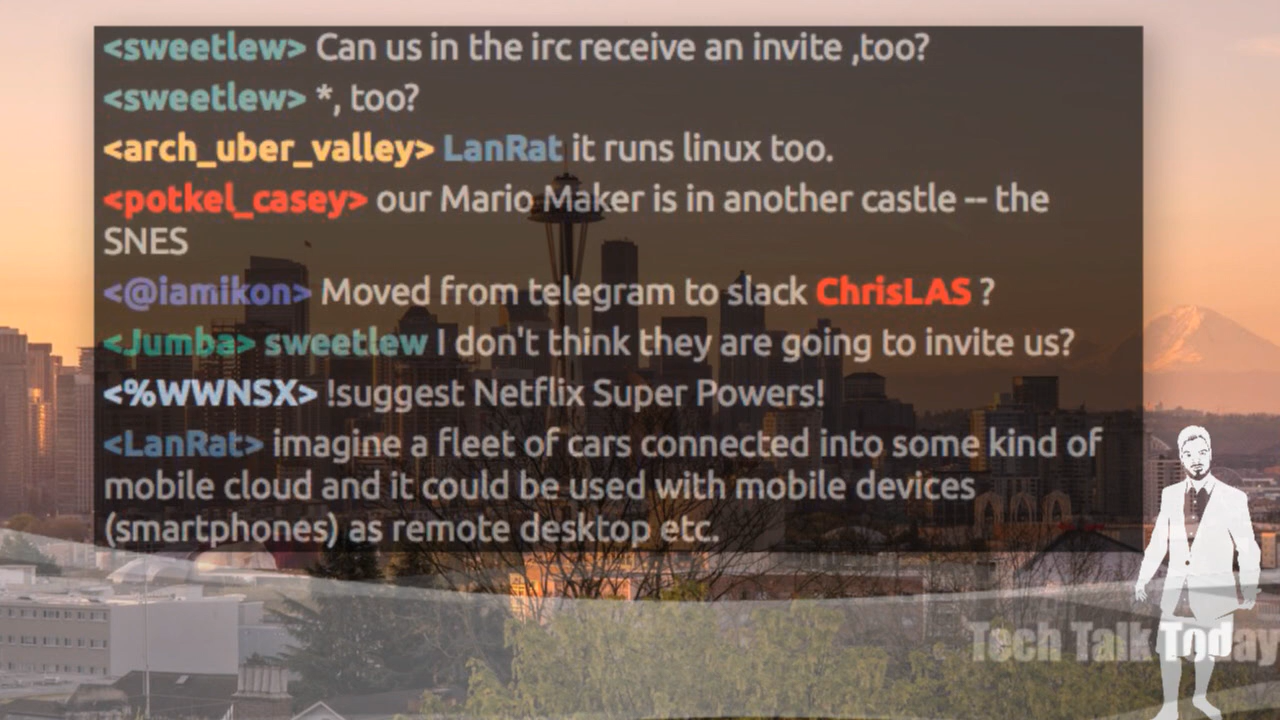 <sweetlew> Can us in the irc receive an invite ,too?
<sweetlew> *, too?
<arch_uber_valley> LanRat it runs linux too.
<potkel_casey> our Mario Maker is in another castle -- the
SNES
<@iamikon> Moved from telegram to slack ChrisLAS ?
<Jumba> sweetlew I don't think they are going to invite us?
<%WWNSX> !suggest Netflix Super Powers!
<LanRat> imagine a fleet of cars connected into some kind of
mobile cloud and it could be used with mobile devices
(smartphones) as remote desktop etc.
Tech Talk Today